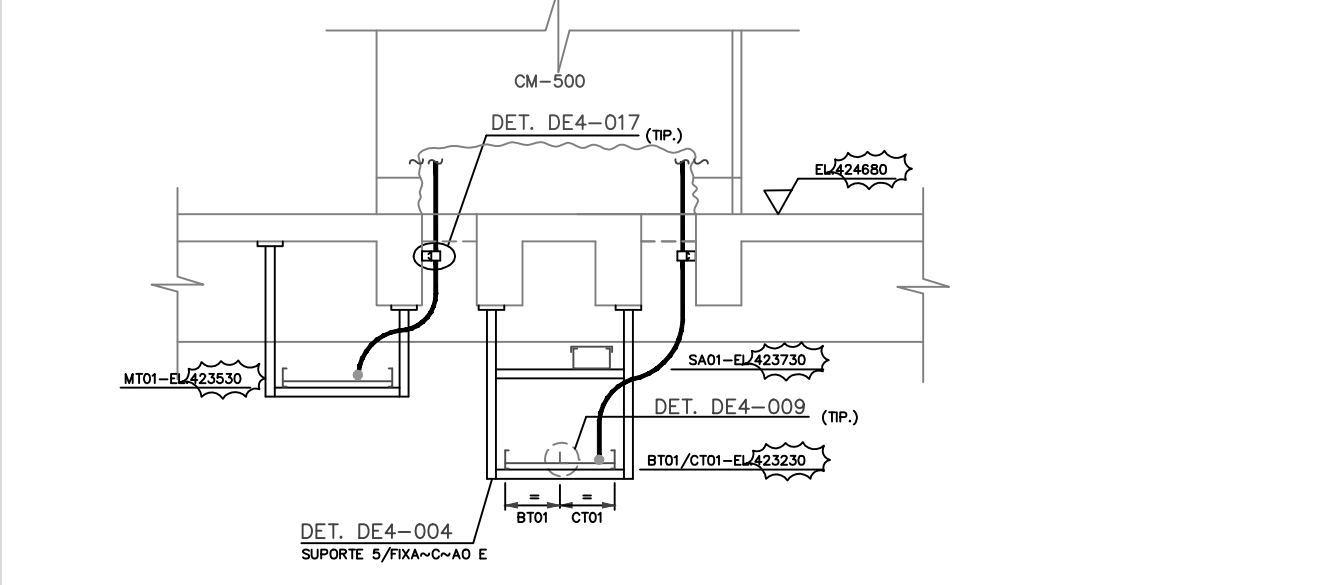 CM-500
DET. DE4-017 (TIP.)
EL.424680
SA01-EL.423730
MT01-EL.423530
DET. DE4-009 (TIP.)
BT01/CT01-EL.423230
= =
BT01 CT01
DET. DE4-004
SUPORTE 5/FIXA~C~AO E